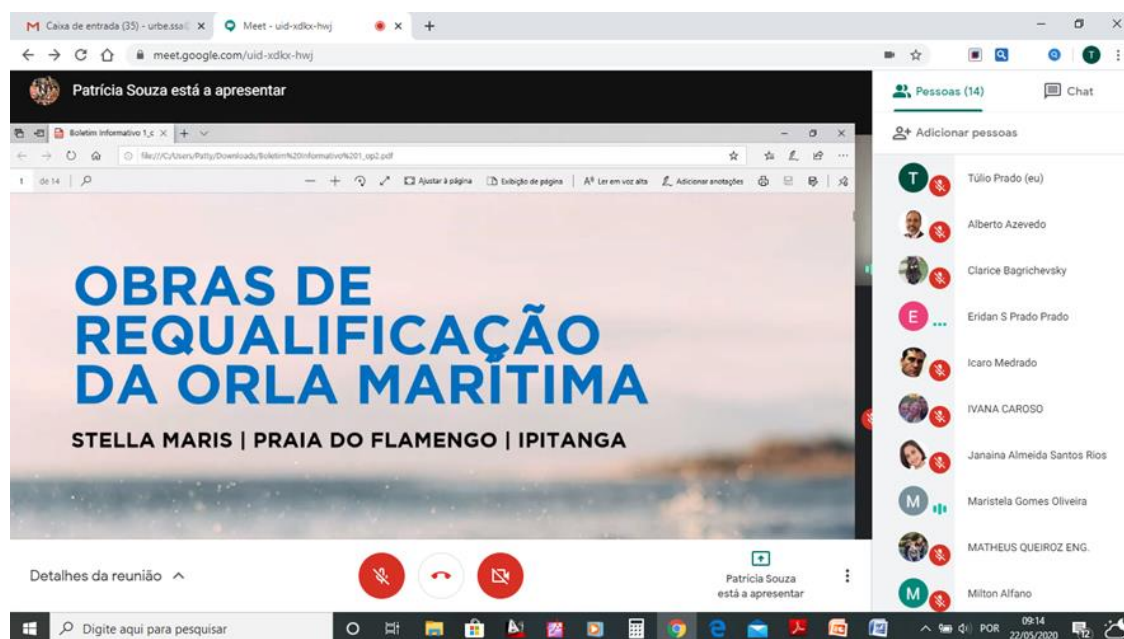 Caixa de entrada (35) - urbe.ssa
Meet - uid-xdkx-hwj
meet.google.com/uid-xdkx-hwj
T
Patrícia Souza está a apresentar
Pessoas (14)
Chat
Boletim Informativo 1_c
Adicionar pessoas
file:///C:/Users/Patty/Downloads/Boletim%20Informativo%201_op2.pdf
1 de 14
Ajustar à página
Exibição de página
Ler em voz alta
Adicionar anotações
OBRAS DE
REQUALIFICAÇÃO
DA ORLA MARÍTIMA
STELLA MARIS | PRAIA DO FLAMENGO | IPITANGA
T
Túlio Prado (eu)
Alberto Azevedo
Clarice Bagrichevsky
E
Eridan S Prado Prado
Icaro Medrado
IVANA CAROSO
Janaina Almeida Santos Rios
M
Maristela Gomes Oliveira
MATHEUS QUEIROZ ENG.
M
Milton Alfano
Detalhes da reunião
Patrícia Souza
está a apresentar
Digite aqui para pesquisar
POR
09:14
22/05/2020
12